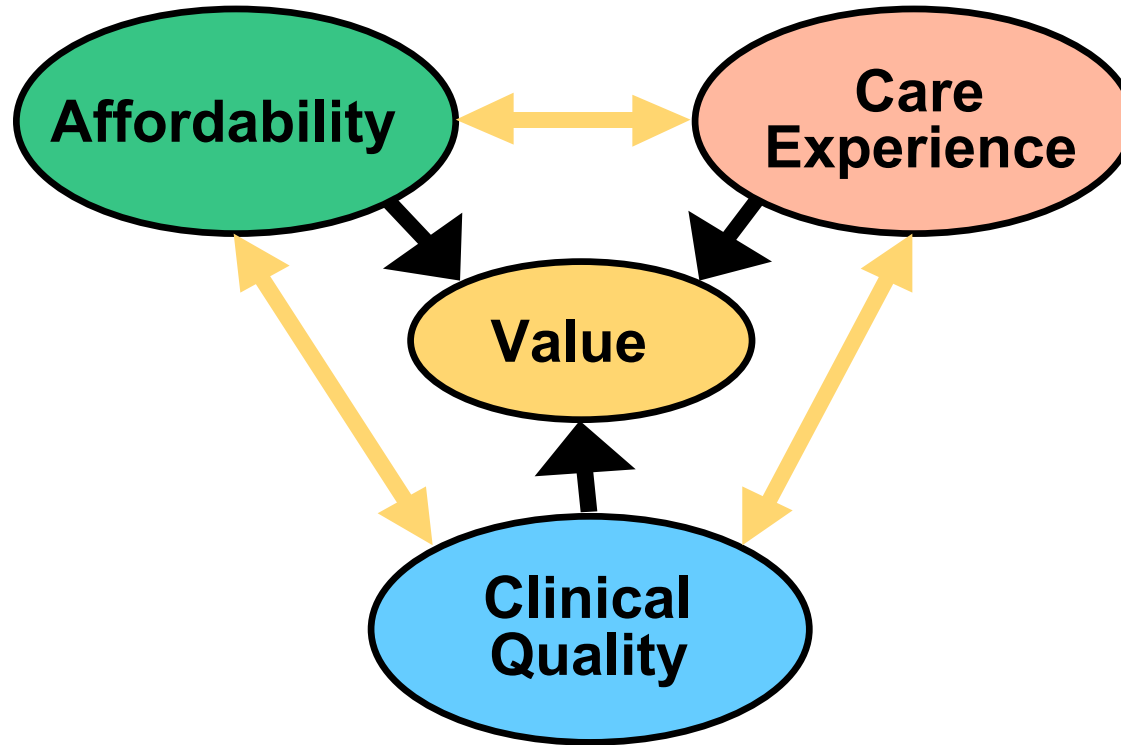 Affordability
Care
Experience
Value
Clinical
Quality